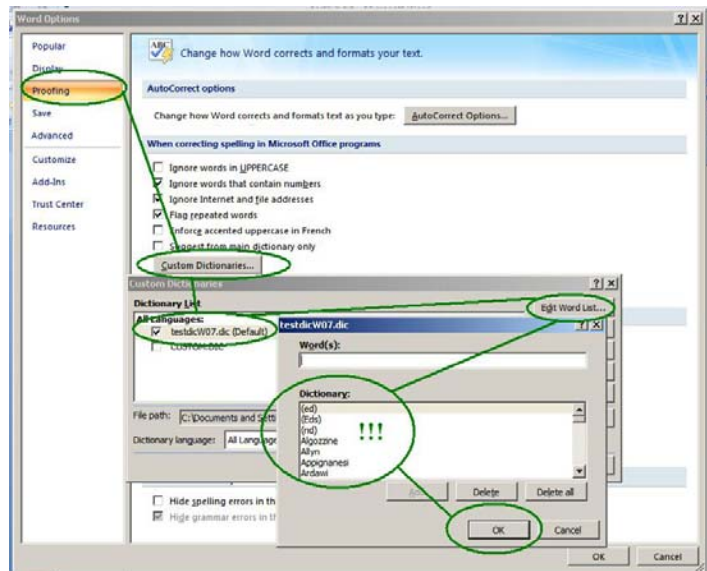 Word Options
Popular
Display
Proofing
Save
Advanced
Customize
Add-Ins
Trust Center
Resources
Change how Word corrects and formats your text.
AutoCorrect options
Change how Word corrects and formats text as you type: AutoCorrect Options...
When correcting spelling in Microsoft Office programs
Ignore words in UPPERCASE
Ignore words that contain numbers
Ignore Internet and file addresses
Flag repeated words
Enforce accented uppercase in French
Suggest from main dictionary only
Custom Dictionaries...
Custom Dictionaries
Dictionary List
All Languages:
testdicW07.dic (Default)
CUSTOM.DIC
Edit Word List...
File path: C:\Documents and Sett
Dictionary language: All Language
testdicW07.dic
Word(s):
Dictionary:
(ed)
(Eds)
(nd)
Algozzine
Allyn
Appignanesi
Ardawi
!!!
Add Delete Delete all
OK Cancel
Hide spelling errors in th
Hide grammar errors in th
OK Cancel